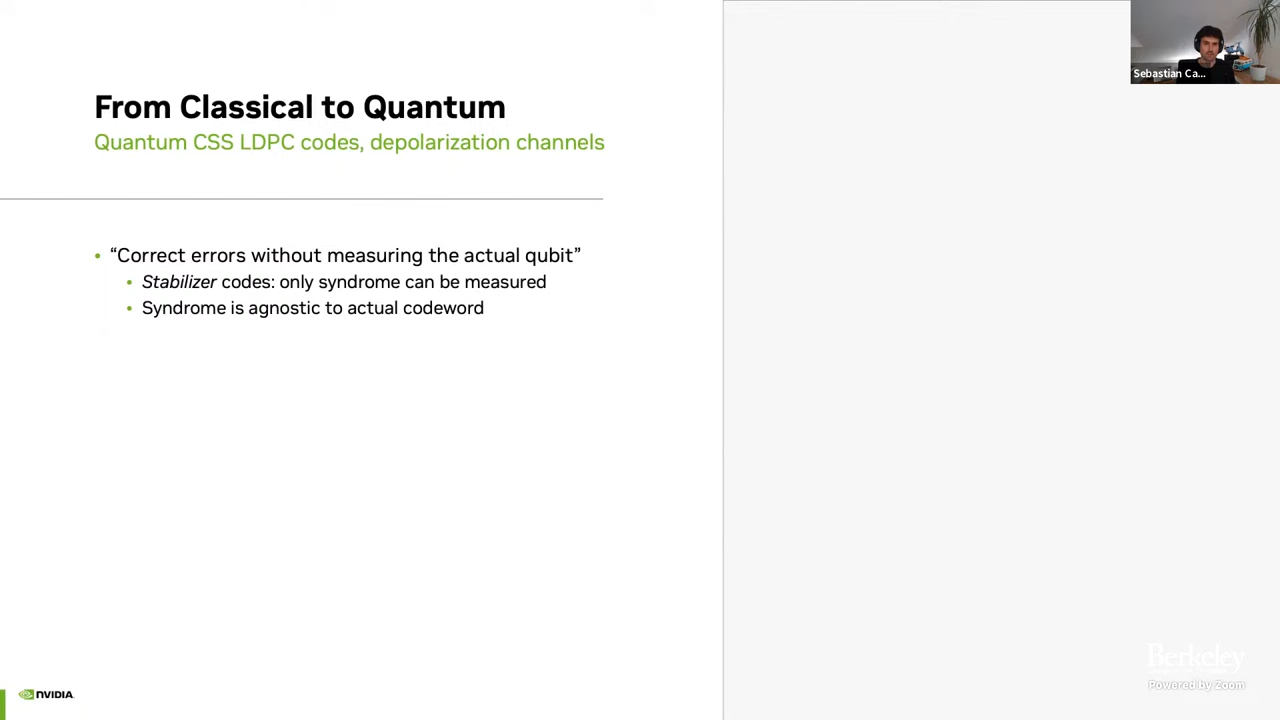 Sebastian Ca...
From Classical to Quantum
Quantum CSS LDPC codes, depolarization channels
• “Correct errors without measuring the actual qubit”
• Stabilizer codes: only syndrome can be measured
• Syndrome is agnostic to actual codeword
Berkeley
Powered by Zoom
NVIDIA.